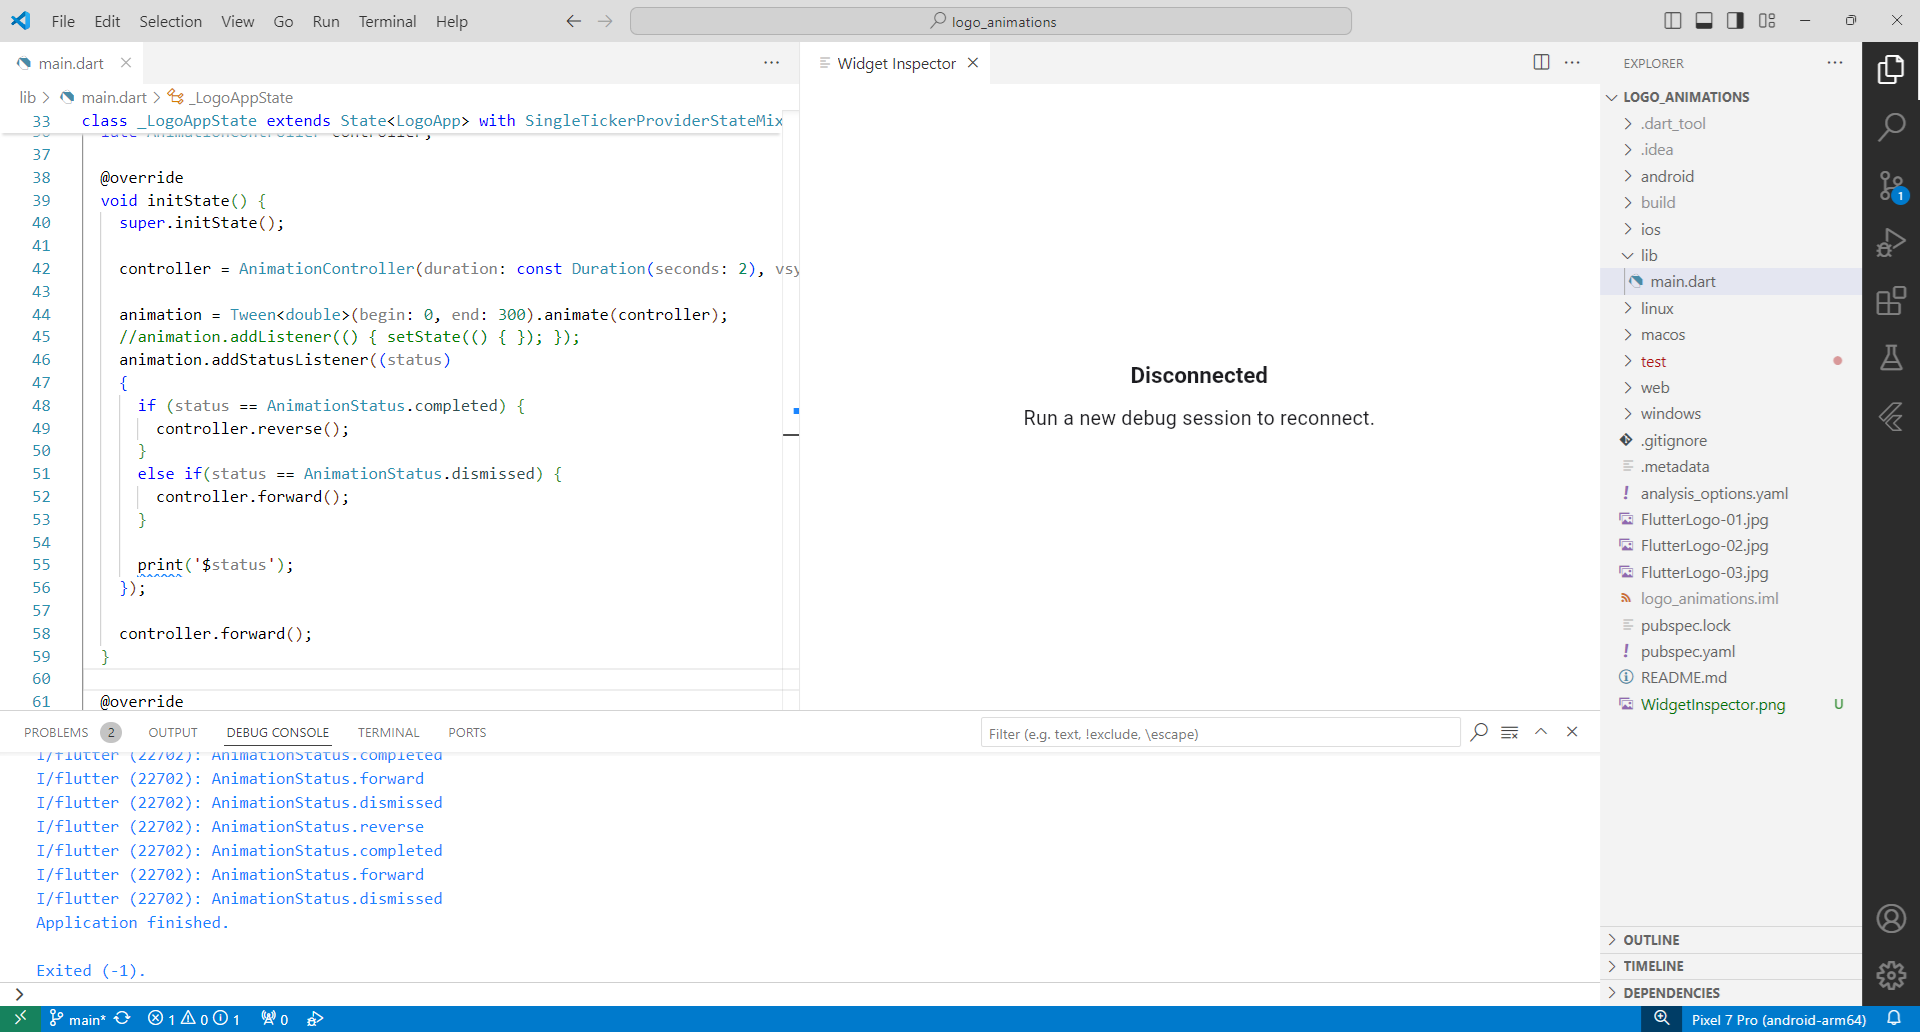 File Edit Selection View Go Run Terminal Help
logo_animations
main.dart
Widget Inspector
lib > main.dart > _LogoAppState
33 class _LogoAppState extends State<LogoApp> with SingleTickerProviderStateMix
36 late AnimationController controller;
37
38 @override
39 void initState() {
40 super.initState();
41
42 controller = AnimationController(duration: const Duration(seconds: 2), vsy
43
44 animation = Tween<double>(begin: 0, end: 300).animate(controller);
45 //animation.addListener(() { setState(() { }); });
46 animation.addStatusListener((status)
47 {
48 if (status == AnimationStatus.completed) {
49 controller.reverse();
50 }
51 else if(status == AnimationStatus.dismissed) {
52 controller.forward();
53 }
54
55 print('$status');
56 });
57
58 controller.forward();
59 }
60
61 @override
Disconnected
Run a new debug session to reconnect.
EXPLORER
LOGO_ANIMATIONS
.dart_tool
.idea
android
build
ios
lib
main.dart
linux
macos
test
web
windows
.gitignore
.metadata
analysis_options.yaml
FlutterLogo-01.jpg
FlutterLogo-02.jpg
FlutterLogo-03.jpg
logo_animations.iml
pubspec.lock
pubspec.yaml
README.md
WidgetInspector.png U
OUTLINE
TIMELINE
DEPENDENCIES
1
PROBLEMS 2 OUTPUT DEBUG CONSOLE TERMINAL PORTS
Filter (e.g. text, !exclude, \escape)
I/flutter (22702): AnimationStatus.completed
I/flutter (22702): AnimationStatus.forward
I/flutter (22702): AnimationStatus.dismissed
I/flutter (22702): AnimationStatus.reverse
I/flutter (22702): AnimationStatus.completed
I/flutter (22702): AnimationStatus.forward
I/flutter (22702): AnimationStatus.dismissed
Application finished.
Exited (-1).
main* 1 0 1 0
Pixel 7 Pro (android-arm64)